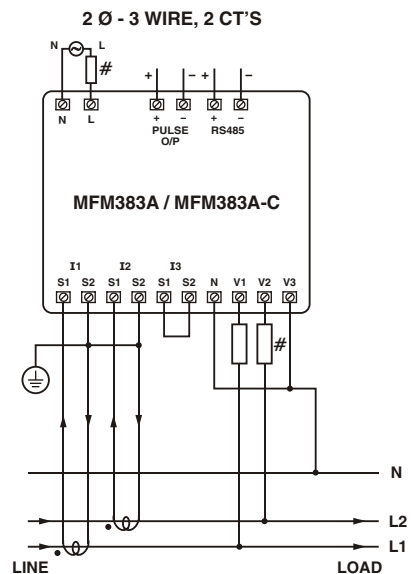 2 Ø - 3 WIRE, 2 CT'S
N L
#
+ - + -
N L + - + -
PULSE O/P RS485
MFM383A / MFM383A-C
I1 I2 I3
S1 S2 S1 S2 S1 S2 N V1 V2 V3
#
N
L2
L1
LINE LOAD